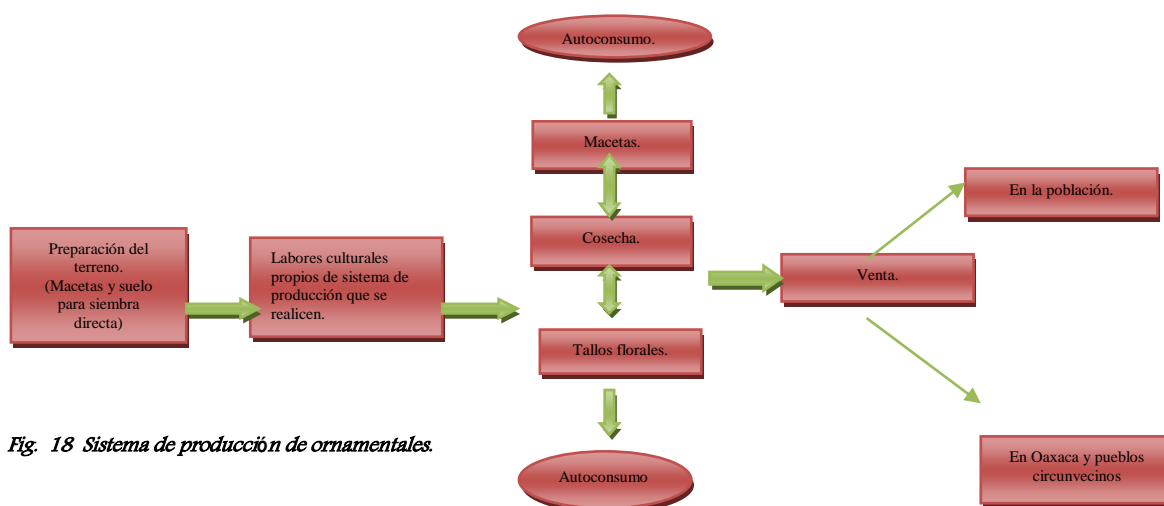 Autoconsumo.
Macetas.
En la población.
Preparación del
terreno.
(Macetas y suelo
para siembra
directa)
Labores culturales
propios de sistema de
producción que se
realicen.
Cosecha.
Venta.
Tallos florales.
Fig. 18 Sistema de producción de ornamentales.
Autoconsumo
En Oaxaca y pueblos
circunvecinos